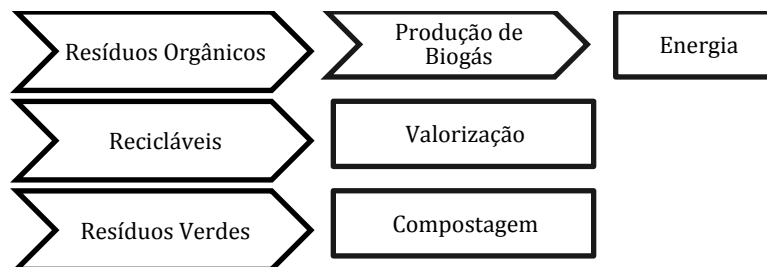 Resíduos Orgânicos
Produção de
Biogás
Energia
Recicláveis
Valorização
Resíduos Verdes
Compostagem